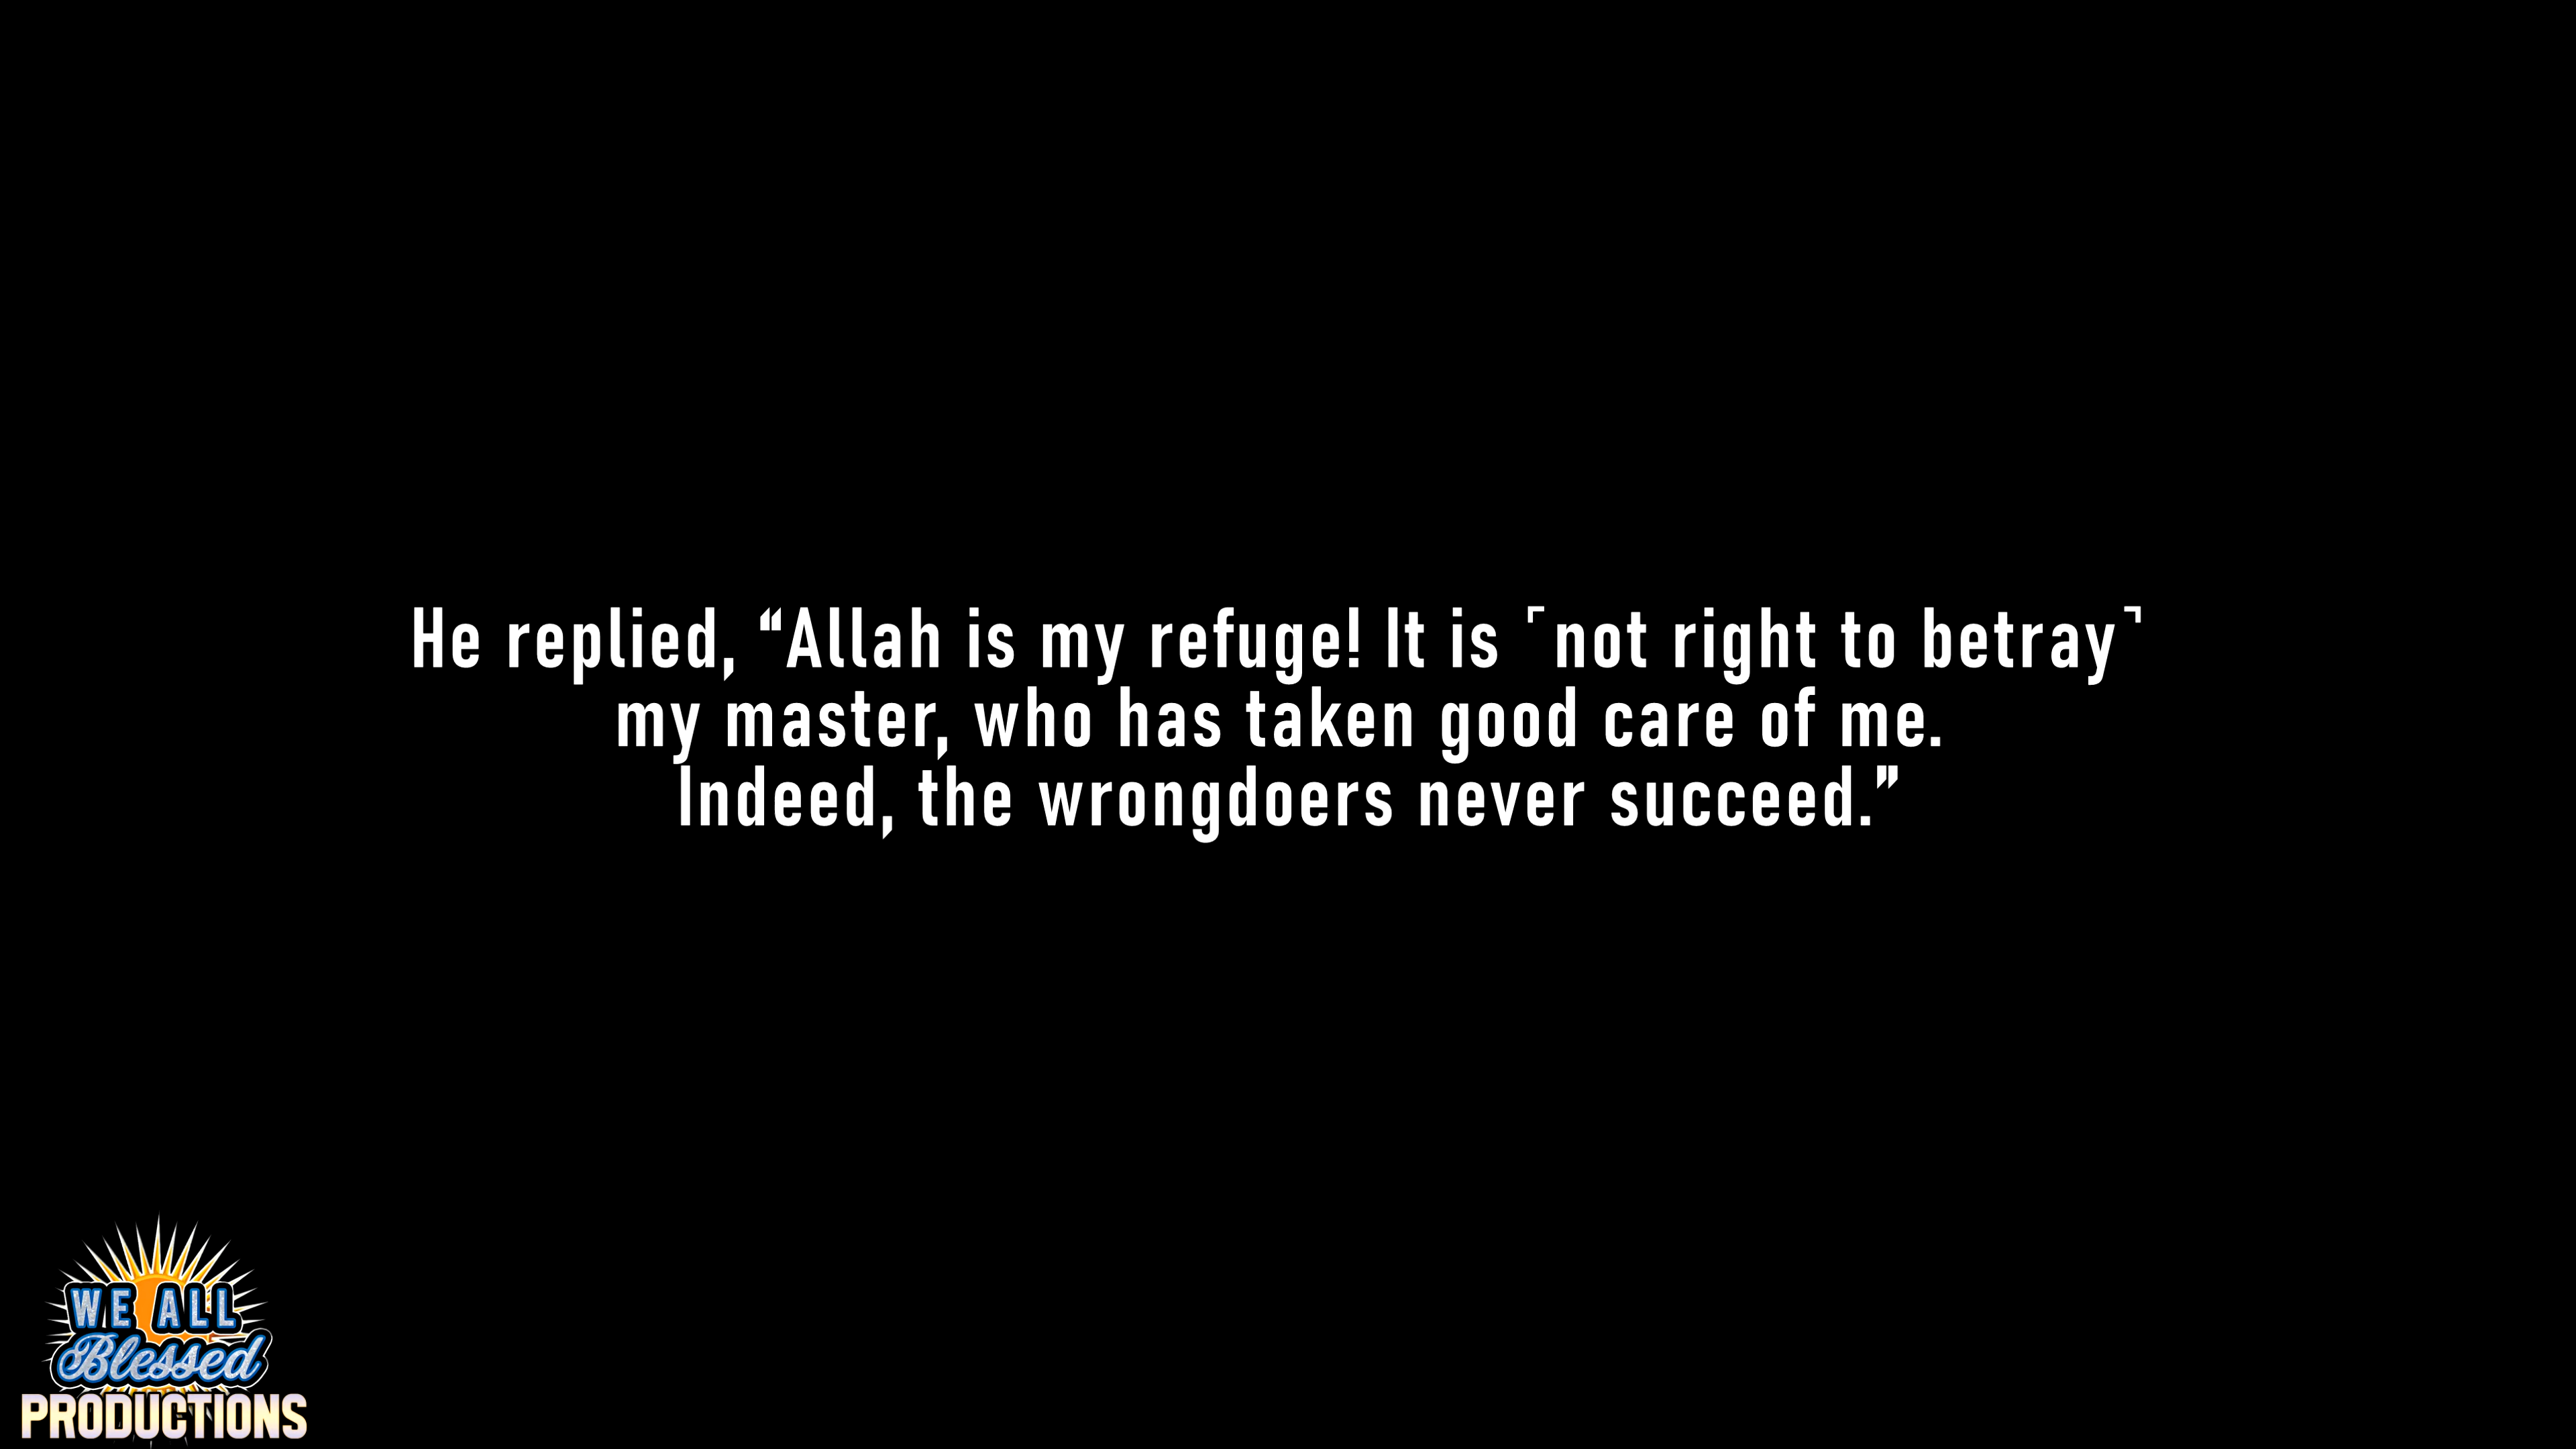 He replied, “Allah is my refuge! It is ˹not right to betray˺
my master, who has taken good care of me.
Indeed, the wrongdoers never succeed.”
WE ALL
Blessed
PRODUCTIONS